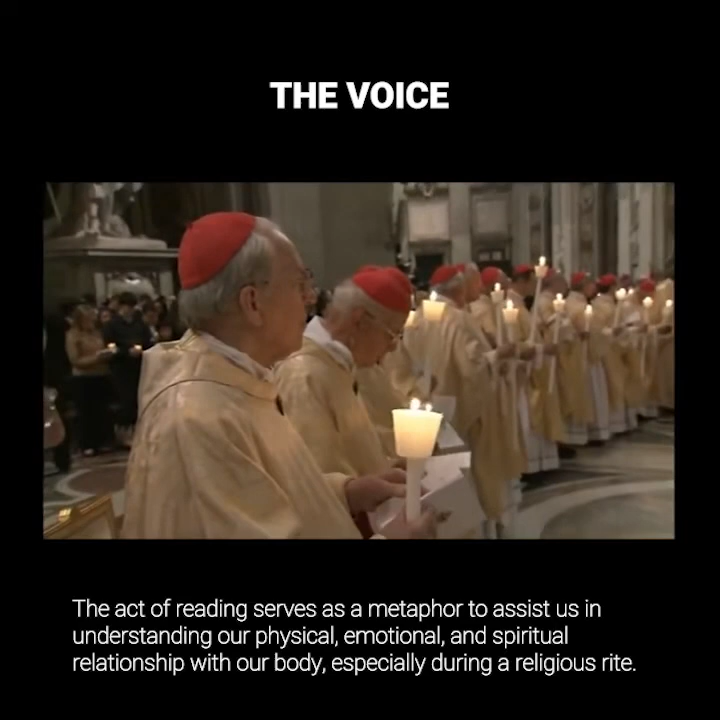 THE VOICE
The act of reading serves as a metaphor to assist us in
understanding our physical, emotional, and spiritual
relationship with our body, especially during a religious rite.